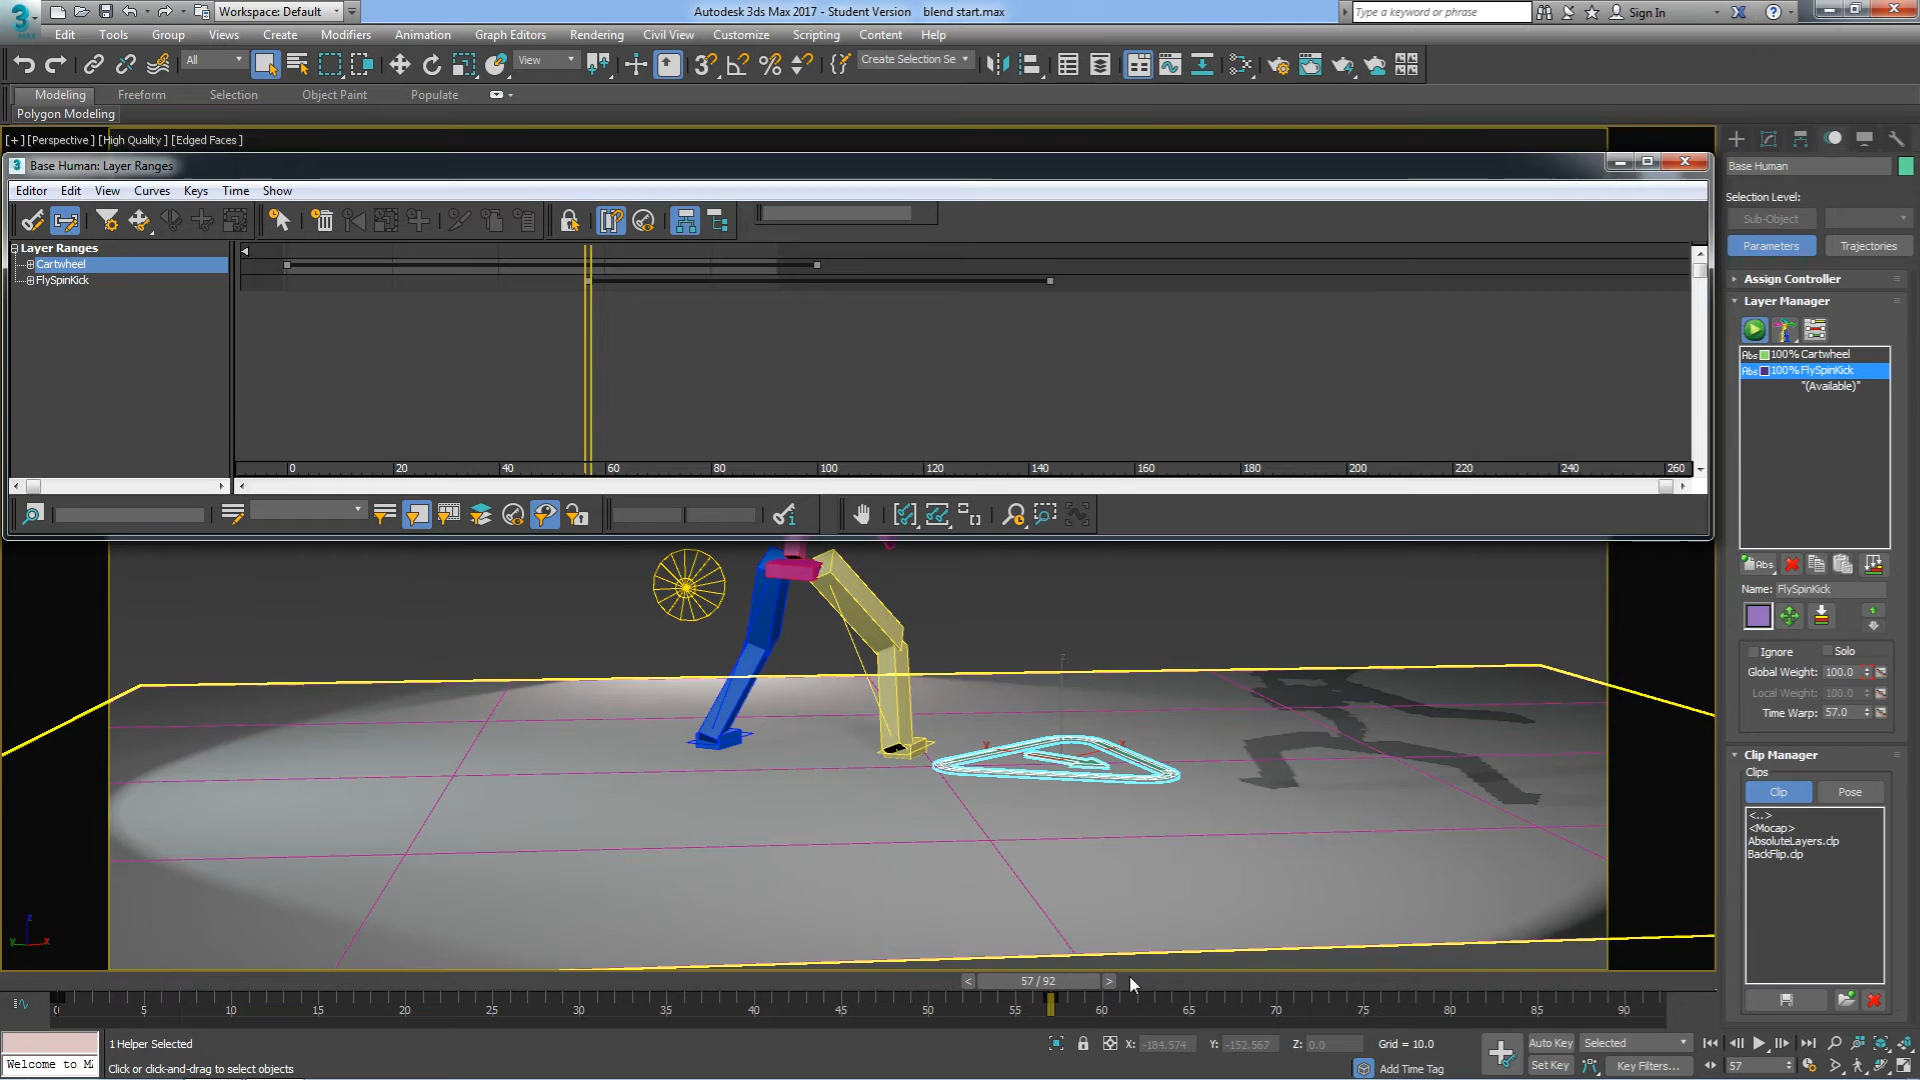 Workspace: Default
Autodesk 3ds Max 2017 - Student Version    blend start.max
Type a keyword or phrase
Sign In
MAX
Edit Tools Group Views Create Modifiers Animation Graph Editors Rendering Civil View Customize Scripting Content Help
All
View
Create Selection Se
Modeling Freeform Selection Object Paint Populate
Polygon Modeling
[+] [Perspective ] [High Quality ] [Edged Faces ]
Base Human: Layer Ranges
Editor Edit View Curves Keys Time Show
Layer Ranges
Cartwheel
FlySpinKick
0 20 40 60 80 100 120 140 160 180 200 220 240 260
Base Human
Selection Level:
Sub-Object
Parameters Trajectories
Assign Controller
Layer Manager
Abs 100% Cartwheel
Abs 100% FlySpinKick
"(Available)"
Abs
Name: FlySpinKick
Ignore Solo
Global Weight: 100.0
Local Weight: 100.0
Time Warp: 57.0
Clip Manager
Clips
Clip Pose
<..>
<Mocap>
AbsoluteLayers.clp
BackFlip.clp
z
x
x
z
y
x
< 57 / 92 >
0 5 10 15 20 25 30 35 40 45 50 55 60 65 70 75 80 85 90
1 Helper Selected
X: -184.574 Y: -152.567 Z: 0.0 Grid = 10.0
Auto Key Selected
Welcome to M
Click or click-and-drag to select objects
Add Time Tag
Set Key Key Filters...
57